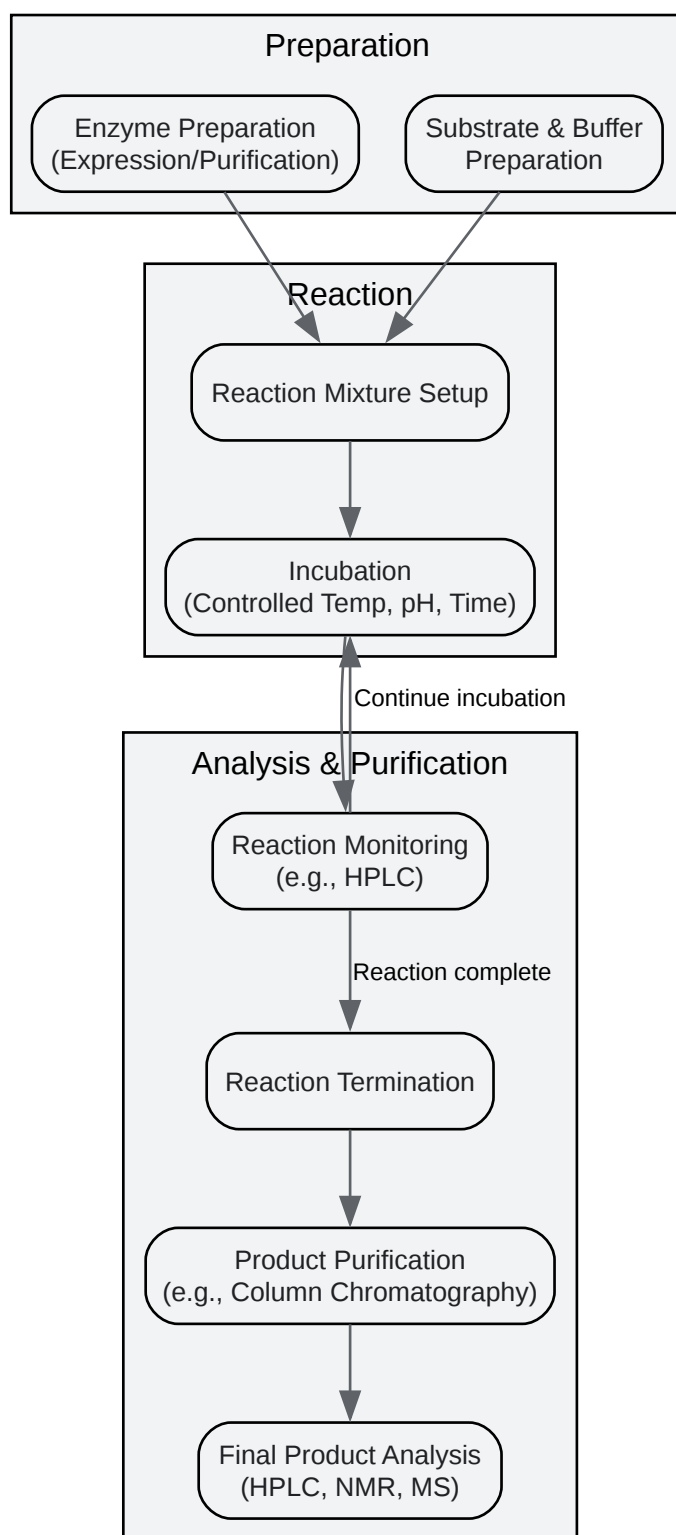 Preparation
Enzyme Preparation
(Expression/Purification)
Substrate & Buffer
Preparation
Reaction
Reaction Mixture Setup
Incubation
(Controlled Temp, pH, Time)
Continue incubation
Analysis & Purification
Reaction Monitoring
(e.g., HPLC)
Reaction complete
Reaction Termination
Product Purification
(e.g., Column Chromatography)
Final Product Analysis
(HPLC, NMR, MS)